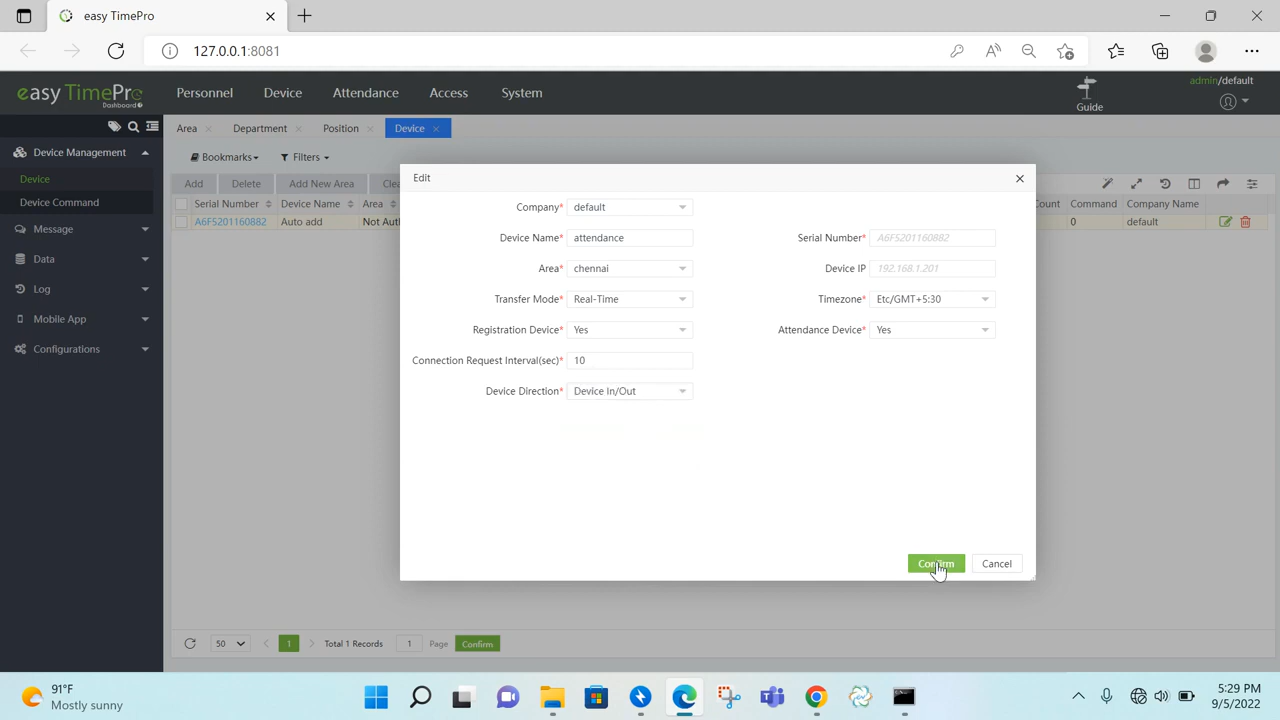 easy TimePro
127.0.0.1:8081
easy TimePro
Dashboard
Personnel Device Attendance Access System
Guide
admin/default
Area Department Position Device
Device Management
Device
Device Command
Message
Data
Log
Mobile App
Configurations
Bookmarks Filters
Add Delete Add New Area Clea
Serial Number Device Name Area Count Command Company Name
A6F5201160882 Auto add Not Auth 0 default
Edit
Company* default
Device Name* attendance Serial Number* A6F5201160882
Area* chennai Device IP 192.168.1.201
Transfer Mode* Real-Time Timezone* Etc/GMT+5:30
Registration Device* Yes Attendance Device* Yes
Connection Request Interval(sec)* 10
Device Direction* Device In/Out
Confirm Cancel
50 1 Total 1 Records 1 Page Confirm
91°F
Mostly sunny
5:29 PM
9/5/2022